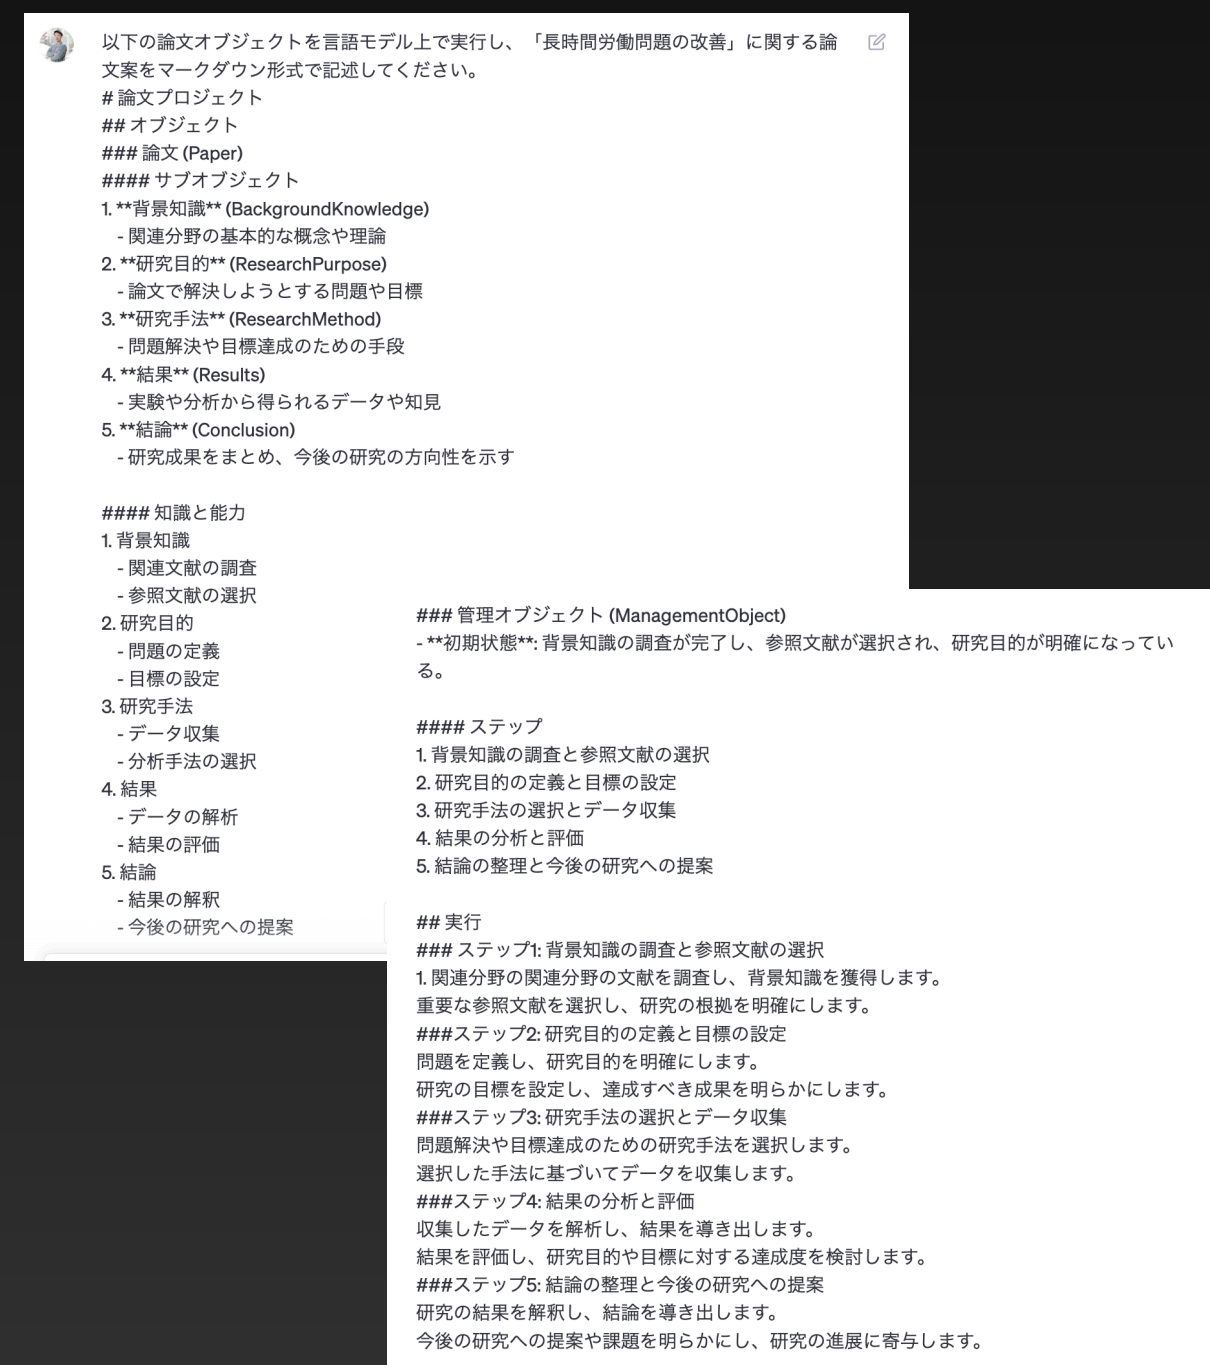 以下の論文オブジェクトを言語モデル上で実行し、「長時間労働問題の改善」に関する論
文案をマークダウン形式で記述してください。
# 論文プロジェクト
## オブジェクト
### 論文 (Paper)
#### サブオブジェクト
1. **背景知識** (BackgroundKnowledge)
- 関連分野の基本的な概念や理論
2. **研究目的** (ResearchPurpose)
- 論文で解決しようとする問題や目標
3. **研究手法** (ResearchMethod)
- 問題解決や目標達成のための手段
4. **結果** (Results)
- 実験や分析から得られるデータや知見
5. **結論** (Conclusion)
- 研究成果をまとめ、今後の研究の方向性を示す
#### 知識と能力
1. 背景知識
- 関連文献の調査
- 参照文献の選択
2. 研究目的
- 問題の定義
- 目標の設定
3. 研究手法
- データ収集
- 分析手法の選択
4. 結果
- データの解析
- 結果の評価
5. 結論
- 結果の解釈
- 今後の研究への提案
### 管理オブジェクト (ManagementObject)
- **初期状態**: 背景知識の調査が完了し、参照文献が選択され、研究目的が明確になってい
る。
#### ステップ
1. 背景知識の調査と参照文献の選択
2. 研究目的の定義と目標の設定
3. 研究手法の選択とデータ収集
4. 結果の分析と評価
5. 結論の整理と今後の研究への提案
## 実行
### ステップ1: 背景知識の調査と参照文献の選択
1. 関連分野の関連分野の文献を調査し、背景知識を獲得します。
重要な参照文献を選択し、研究の根拠を明確にします。
###ステップ2: 研究目的の定義と目標の設定
問題を定義し、研究目的を明確にします。
研究の目標を設定し、達成すべき成果を明らかにします。
###ステップ3: 研究手法の選択とデータ収集
問題解決や目標達成のための研究手法を選択します。
選択した手法に基づいてデータを収集します。
###ステップ4: 結果の分析と評価
収集したデータを解析し、結果を導き出します。
結果を評価し、研究目的や目標に対する達成度を検討します。
###ステップ5: 結論の整理と今後の研究への提案
研究の結果を解釈し、結論を導き出します。
今後の研究への提案や課題を明らかにし、研究の進展に寄与します。